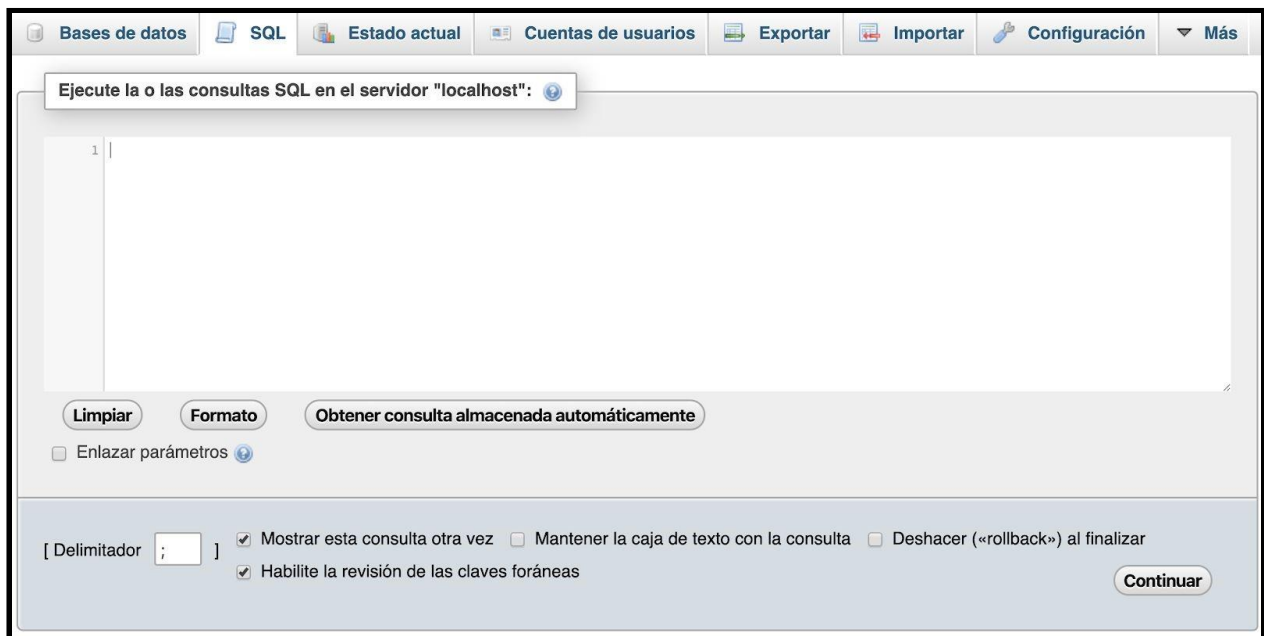 Bases de datos SQL Estado actual Cuentas de usuarios Exportar Importar Configuración Más
Ejecute la o las consultas SQL en el servidor "localhost":
1
Limpiar Formato Obtener consulta almacenada automáticamente
Enlazar parámetros
[ Delimitador ; ] Mostrar esta consulta otra vez Mantener la caja de texto con la consulta Deshacer («rollback») al finalizar
Habilite la revisión de las claves foráneas
Continuar